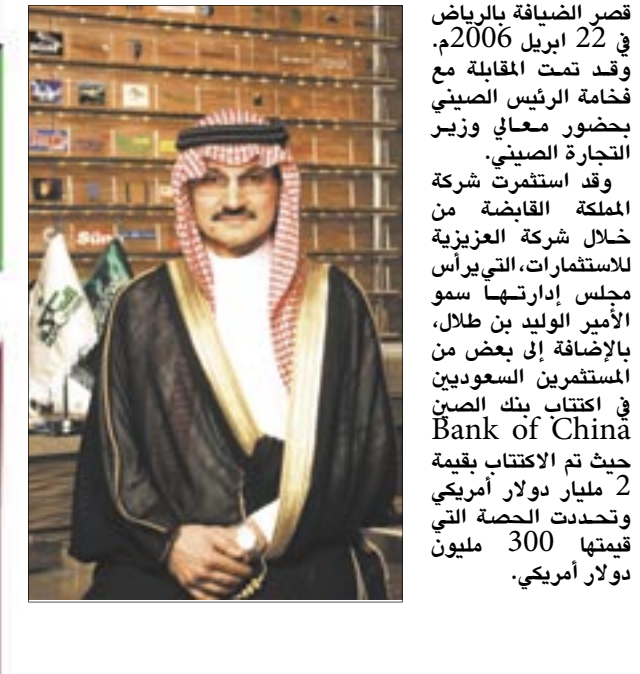 قصر الضيافة بالرياض
في 22 ابريل 2006م.
وقد تمت المقابلة مع
فخامة الرئيس الصيني
بحضور معالي وزير
التجارة الصيني.
وقد استثمرت شركة
المملكة القابضة من
خلال شركة العزيزية
للاستثمارات، التي يرأس
مجلس إدارتها سمو
الأمير الوليد بن طلال،
بالإضافة إلى بعض من
المستثمرين السعوديين
في اكتتاب بنك الصين
Bank of China
حيث تم الاكتتاب بقيمة
2 مليار دولار أمريكي
وتحددت الحصة التي
قيمتها 300 مليون
دولار أمريكي.